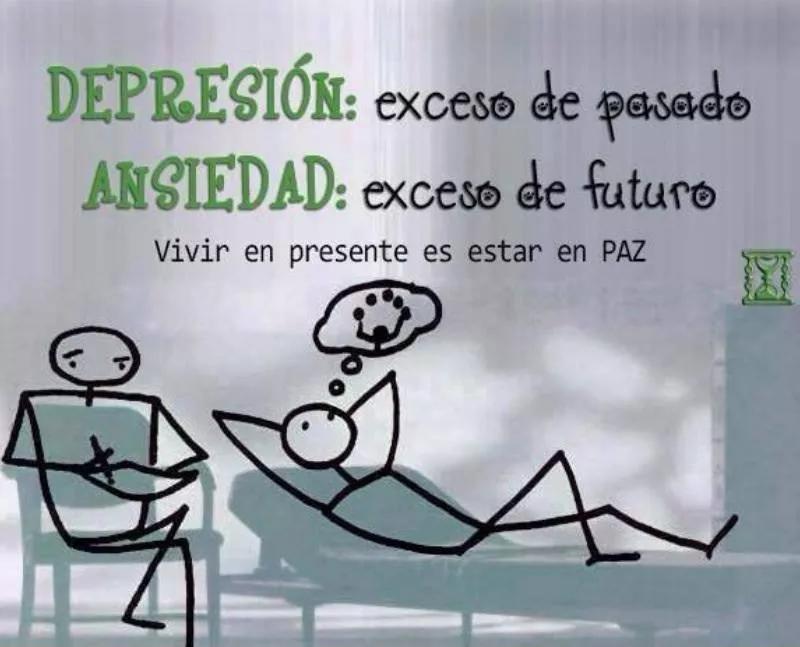 DEPRESIÓN: exceso de pasado
ANSIEDAD: exceso de futuro
Vivir en presente es estar en PAZ